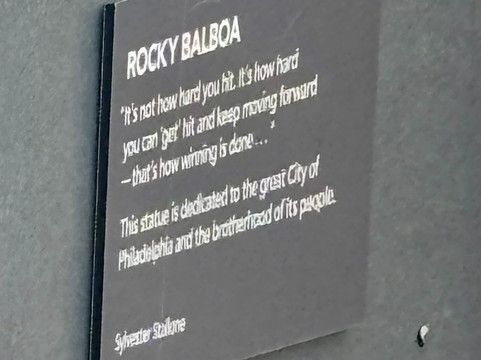 ROCKY BALBOA
"It's not how hard you hit. It's how hard
you can 'get' hit and keep moving forward
—that's how winning is done..."
This statue is dedicated to the great City of
Philadelphia and the brotherhood of its people.
Sylvester Stallone